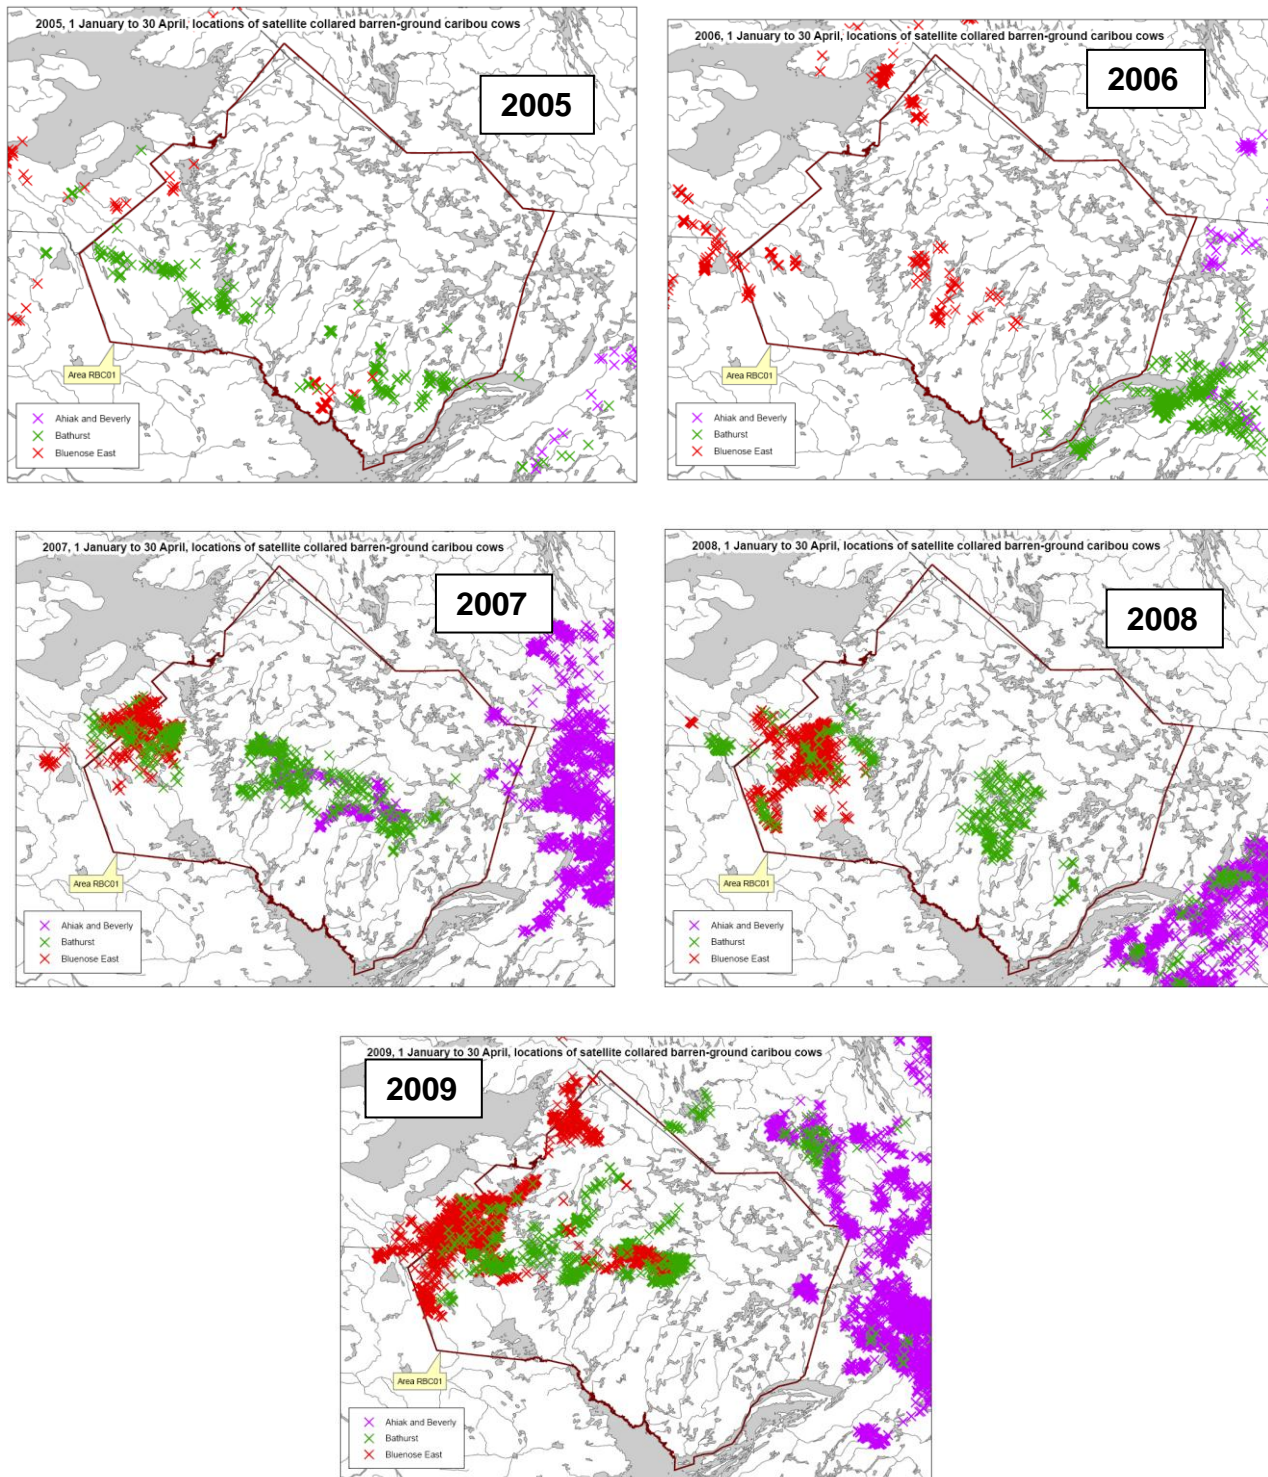 2005, 1 January to 30 April, locations of satellite collared barren-ground caribou cows
2005
Area RBC01
Ahiak and Beverly
Bathurst
Bluenose East
2006, 1 January to 30 April, locations of satellite collared barren-ground caribou cows
2006
Area RBC01
Ahiak and Beverly
Bathurst
Bluenose East
2007, 1 January to 30 April, locations of satellite collared barren-ground caribou cows
2007
Area RBC01
Ahiak and Beverly
Bathurst
Bluenose East
2008, 1 January to 30 April, locations of satellite collared barren-ground caribou cows
2008
Area RBC01
Ahiak and Beverly
Bathurst
Bluenose East
2009, 1 January to 30 April, locations of satellite collared barren-ground caribou cows
2009
Area RBC01
Ahiak and Beverly
Bathurst
Bluenose East